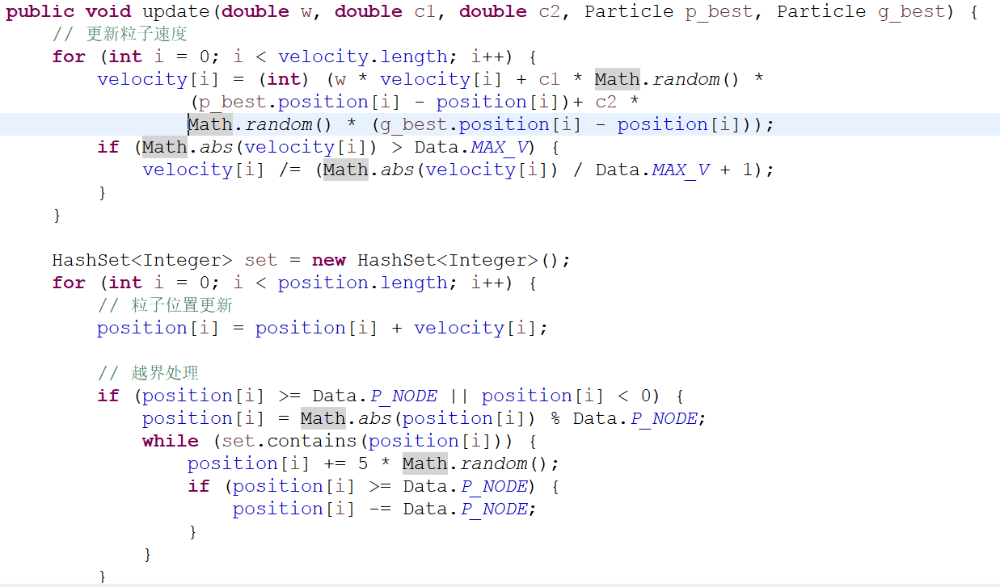 public void update(double w, double c1, double c2, Particle p_best, Particle g_best) {
    // 更新粒子速度
    for (int i = 0; i < velocity.length; i++) {
        velocity[i] = (int) (w * velocity[i] + c1 * Math.random() *
                (p_best.position[i] - position[i])+ c2 *
                Math.random() * (g_best.position[i] - position[i]));
        if (Math.abs(velocity[i]) > Data.MAX_V) {
            velocity[i] /= (Math.abs(velocity[i]) / Data.MAX_V + 1);
        }
    }

    HashSet<Integer> set = new HashSet<Integer>();
    for (int i = 0; i < position.length; i++) {
        // 粒子位置更新
        position[i] = position[i] + velocity[i];

        // 越界处理
        if (position[i] >= Data.P_NODE || position[i] < 0) {
            position[i] = Math.abs(position[i]) % Data.P_NODE;
            while (set.contains(position[i])) {
                position[i] += 5 * Math.random();
                if (position[i] >= Data.P_NODE) {
                    position[i] -= Data.P_NODE;
                }
            }
        }